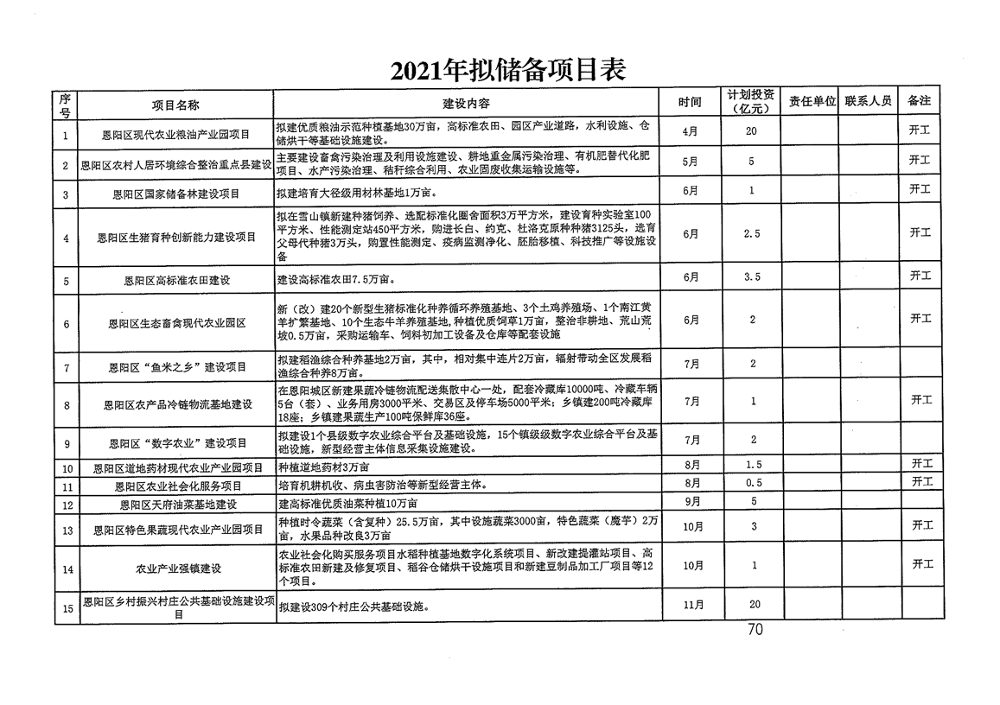 2021年拟储备项目表
序号 项目名称 建设内容 时间 计划投资（亿元） 责任单位 联系人员 备注
1 恩阳区现代农业粮油产业园项目 拟建优质粮油示范种植基地30万亩，高标准农田、园区产业道路，水利设施、仓
储烘干等基础设施建设。 4月 20 开工
2 恩阳区农村人居环境综合整治重点县建设 主要建设畜禽污染治理及利用设施建设、耕地重金属污染治理、有机肥替代化肥
项目、水产污染治理、秸秆综合利用、农业固废收集运输设施等。 5月 5 开工
3 恩阳区国家储备林建设项目 拟建培育大径级用材林基地1万亩。 6月 1 开工
4 恩阳区生猪育种创新能力建设项目 拟在雪山镇新建种猪饲养、选配标准化圈舍面积3万平方米，建设育种实验室100
平方米、性能测定站450平方米，购进长白、约克、杜洛克原种种猪3125头，选育
父母代种猪3万头，购置性能测定、疫病监测净化、胚胎移植、科技推广等设施设
备 6月 2.5 开工
5 恩阳区高标准农田建设 建设高标准农田7.5万亩。 6月 3.5 开工
6 恩阳区生态畜禽现代农业园区 新（改）建20个新型生猪标准化种养循环养殖基地、3个土鸡养殖场、1个南江黄
羊扩繁基地、10个生态牛羊养殖基地,种植优质饲草1万亩，整治非耕地、荒山荒
坡0.5万亩，采购运输车、饲料初加工设备及仓库等配套设施 6月 2 开工
7 恩阳区“鱼米之乡”建设项目 拟建稻渔综合种养基地2万亩，其中，相对集中连片2万亩，辐射带动全区发展稻
渔综合种养8万亩。 7月 2
8 恩阳区农产品冷链物流基地建设 在恩阳城区新建果蔬冷链物流配送集散中心一处，配套冷藏库10000吨、冷藏车辆
5台（套）、业务用房3000平米、交易区及停车场5000平米；乡镇建200吨冷藏库
18座；乡镇建果蔬生产100吨保鲜库36座。 7月 1 开工
9 恩阳区“数字农业”建设项目 拟建设1个县级数字农业综合平台及基础设施，15个镇级级数字农业综合平台及基
础设施，新型经营主体信息采集设施建设。 7月 2
10 恩阳区道地药材现代农业产业园项目 种植道地药材3万亩 8月 1.5 开工
11 恩阳区农业社会化服务项目 培育机耕机收、病虫害防治等新型经营主体。 8月 0.5 开工
12 恩阳区天府油菜基地建设 建高标准优质油菜种植10万亩 9月 5
13 恩阳区特色果蔬现代农业产业园项目 种植时令蔬菜（含复种）25.5万亩，其中设施蔬菜3000亩，特色蔬菜（魔芋）2万
亩，水果品种改良3万亩 10月 3 开工
14 农业产业强镇建设 农业社会化购买服务项目水稻种植基地数字化系统项目、新改建提灌站项目、高
标准农田新建及修复项目、稻谷仓储烘干设施项目和新建豆制品加工厂项目等12
个项目。 10月 1 开工
15 恩阳区乡村振兴村庄公共基础设施建设项
目 拟建设309个村庄公共基础设施。 11月 20
70